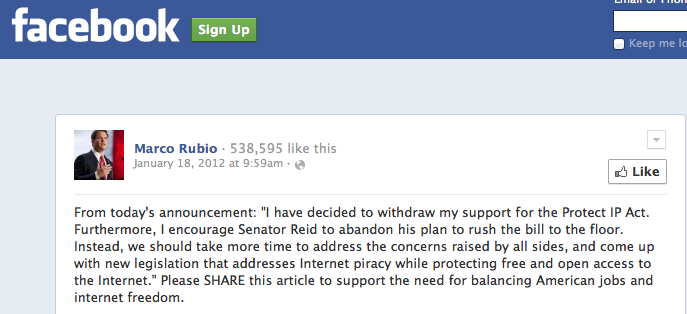 facebook
Sign Up
Keep me lo
Marco Rubio · 538,595 like this
January 18, 2012 at 9:59am ·
Like
From today's announcement: "I have decided to withdraw my support for the Protect IP Act.
Furthermore, I encourage Senator Reid to abandon his plan to rush the bill to the floor.
Instead, we should take more time to address the concerns raised by all sides, and come up
with new legislation that addresses Internet piracy while protecting free and open access to
the Internet." Please SHARE this article to support the need for balancing American jobs and
internet freedom.